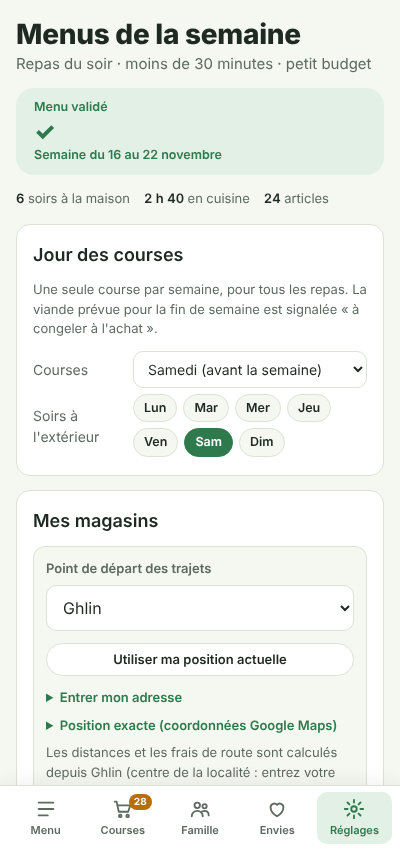 Menus de la semaine
Repas du soir · moins de 30 minutes · petit budget
Menu validé
Semaine du 16 au 22 novembre
6 soirs à la maison 2 h 40 en cuisine 24 articles
Jour des courses
Une seule course par semaine, pour tous les repas. La
viande prévue pour la fin de semaine est signalée « à
congeler à l'achat ».
Courses
Samedi (avant la semaine)
Soirs à
l'extérieur
Lun Mar Mer Jeu
Ven Sam Dim
Mes magasins
Point de départ des trajets
Ghlin
Utiliser ma position actuelle
Entrer mon adresse
Position exacte (coordonnées Google Maps)
Les distances et les frais de route sont calculés
depuis Ghlin (centre de la localité : entrez votre
28
Menu Courses Famille Envies Réglages